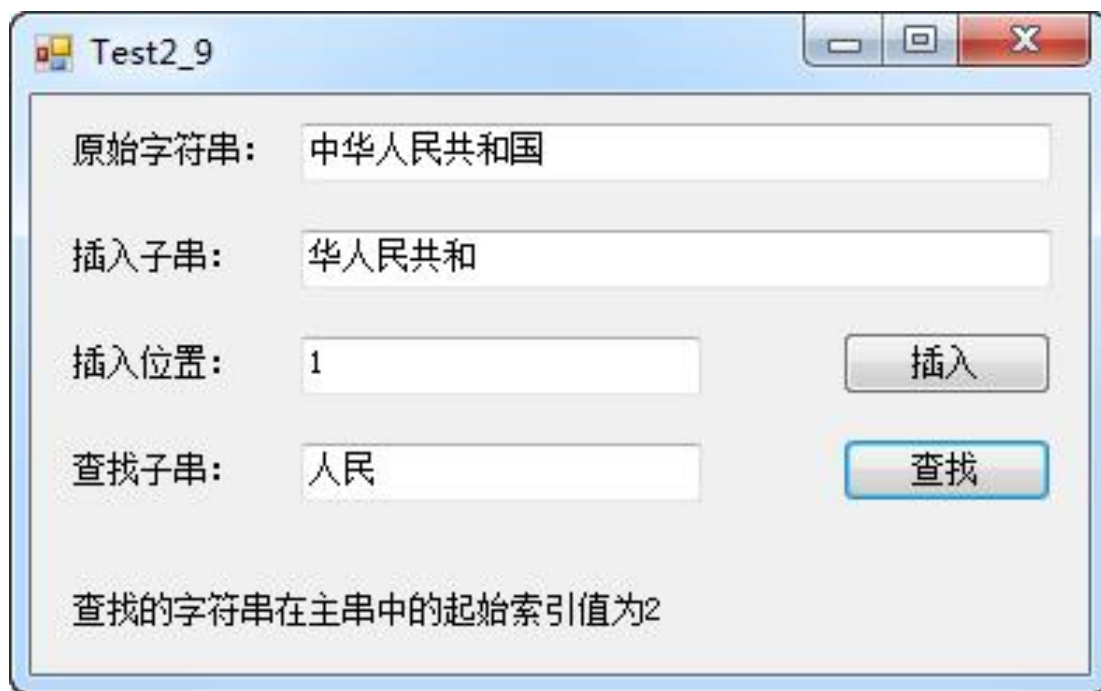 Test2_9
原始字符串： 中华人民共和国
插入子串： 华人民共和
插入位置： 1 插入
查找子串： 人民 查找
查找的字符串在主串中的起始索引值为2